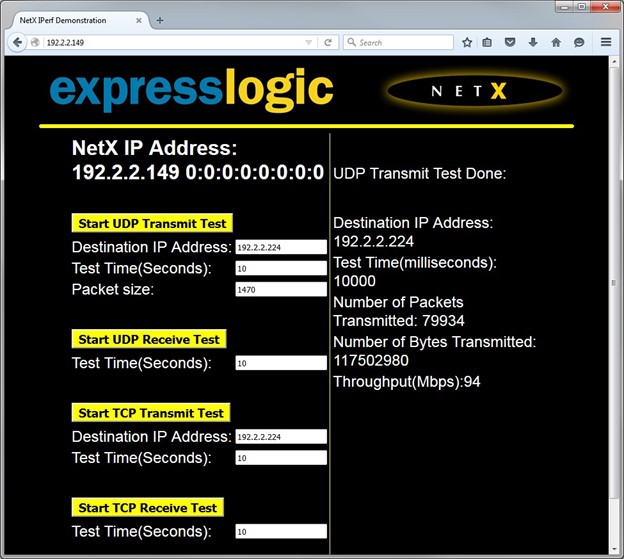 NetX IPerf Demonstration
192.2.2.149
Search
expresslogic
NETX
NetX IP Address:
192.2.2.149 0:0:0:0:0:0:0:0
Start UDP Transmit Test
Destination IP Address: 192.2.2.224
Test Time(Seconds): 10
Packet size: 1470
Start UDP Receive Test
Test Time(Seconds): 10
Start TCP Transmit Test
Destination IP Address: 192.2.2.224
Test Time(Seconds): 10
Start TCP Receive Test
Test Time(Seconds): 10
UDP Transmit Test Done:
Destination IP Address:
192.2.2.224
Test Time(milliseconds):
10000
Number of Packets
Transmitted: 79934
Number of Bytes Transmitted:
117502980
Throughput(Mbps):94